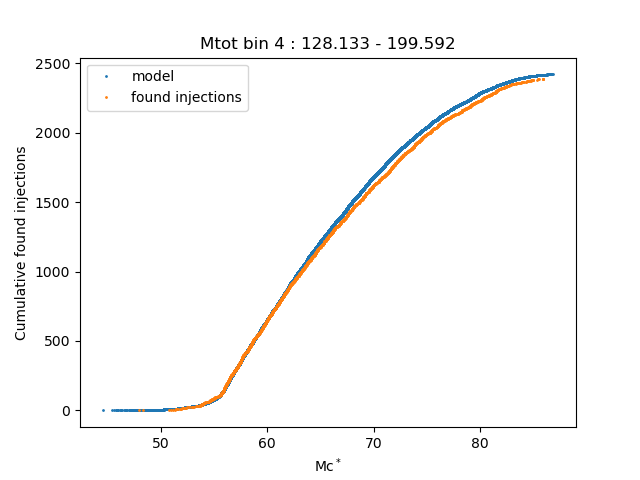 Mtot bin 4 : 128.133 - 199.592
model
found injections
Cumulative found injections
2500
2000
1500
1000
500
0
50 60 70 80
Mc*